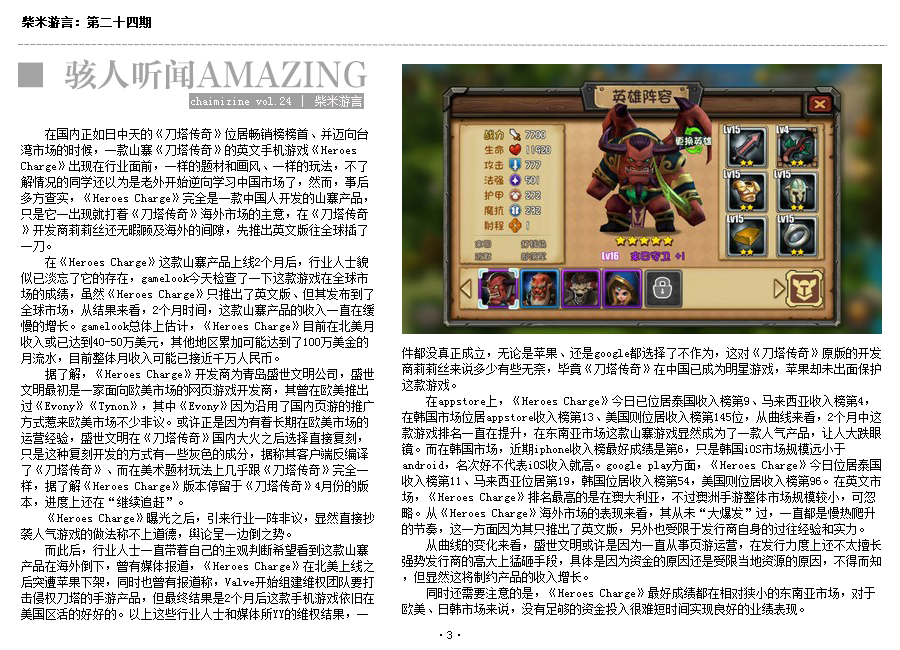 柴米游言：第二十四期
骇人听闻AMAZING
chaimizine vol.24 | 柴米游言
在国内正如日中天的《刀塔传奇》位居畅销榜榜首、并迈向台
湾市场的时候，一款山寨《刀塔传奇》的英文手机游戏《Heroes
Charge》出现在行业面前，一样的题材和画风、一样的玩法，不了
解情况的同学还以为是老外开始逆向学习中国市场了，然而，事后
多方查实，《Heroes Charge》完全是一款中国人开发的山寨产品，
只是它一出现就打着《刀塔传奇》海外市场的主意，在《刀塔传奇
》开发商莉莉丝还无暇顾及海外的间隙，先推出英文版往全球插了
一刀。
在《Heroes Charge》这款山寨产品上线2个月后，行业人士貌
似已淡忘了它的存在，gamelook今天检查了一下这款游戏在全球市
场的成绩，虽然《Heroes Charge》只推出了英文版、但其发布到了
全球市场，从结果来看，2个月时间，这款山寨产品的收入一直在缓
慢的增长。gamelook总体上估计，《Heroes Charge》目前在北美月
收入或已达到40-50万美元，其他地区累加可能达到了100万美金的
月流水，目前整体月收入可能已接近千万人民币。
据了解，《Heroes Charge》开发商为青岛盛世文明公司，盛世
文明最初是一家面向欧美市场的网页游戏开发商，其曾在欧美推出
过《Evony》《Tynon》，其中《Evony》因为沿用了国内页游的推广
方式惹来欧美市场不少非议。或许正是因为有着长期在欧美市场的
运营经验，盛世文明在《刀塔传奇》国内大火之后选择直接复刻，
只是这种复刻开发的方式有一些灰色的成分，据称其客户端反编译
了《刀塔传奇》、而在美术题材玩法上几乎跟《刀塔传奇》完全一
样，据了解《Heroes Charge》版本停留于《刀塔传奇》4月份的版
本，进度上还在“继续追赶”。
《Heroes Charge》曝光之后，引来行业一阵非议，显然直接抄
袭人气游戏的做法称不上道德，舆论呈一边倒之势。
而此后，行业人士一直带着自己的主观判断希望看到这款山寨
产品在海外倒下，曾有媒体报道，《Heroes Charge》在北美上线之
后突遭苹果下架，同时也曾有报道称，Valve开始组建维权团队要打
击侵权刀塔的手游产品，但最终结果是2个月后这款手机游戏依旧在
美国区活的好好的。以上这些行业人士和媒体所YY的维权结果，一
英雄阵容
战力 7786
生命 11920
攻击 777
法强 501
护甲 272
魔抗 232
射程 1
更换英雄
Lv15
Lv4
Lv15
Lv15
Lv15
Lv16 末日守卫 +1
件都没真正成立，无论是苹果、还是google都选择了不作为，这对《刀塔传奇》原版的开发
商莉莉丝来说多少有些无奈，毕竟《刀塔传奇》在中国已成为明星游戏，苹果却未出面保护
这款游戏。
在appstore上，《Heroes Charge》今日已位居泰国收入榜第9、马来西亚收入榜第4，
在韩国市场位居appstore收入榜第13、美国则位居收入榜第145位，从曲线来看，2个月中这
款游戏排名一直在提升，在东南亚市场这款山寨游戏显然成为了一款人气产品，让人大跌眼
镜。而在韩国市场，近期iphone收入榜最好成绩是第6，只是韩国iOS市场规模远小于
android，名次好不代表iOS收入就高。google play方面，《Heroes Charge》今日位居泰国
收入榜第11、马来西亚位居第19，韩国位居收入榜第54，美国则位居收入榜第96。在英文市
场，《Heroes Charge》排名最高的是在澳大利亚，不过澳洲手游整体市场规模较小，可忽
略。从《Heroes Charge》海外市场的表现来看，其从未“大爆发”过，一直都是慢热爬升
的节奏，这一方面因为其只推出了英文版，另外也受限于发行商自身的过往经验和实力。
从曲线的变化来看，盛世文明或许是因为一直从事页游运营，在发行力度上还不太擅长
强势发行商的高大上猛砸手段，具体是因为资金的原因还是受限当地资源的原因，不得而知
，但显然这将制约产品的收入增长。
同时还需要注意的是，《Heroes Charge》最好成绩都在相对狭小的东南亚市场，对于
欧美、日韩市场来说，没有足够的资金投入很难短时间实现良好的业绩表现。
·3·